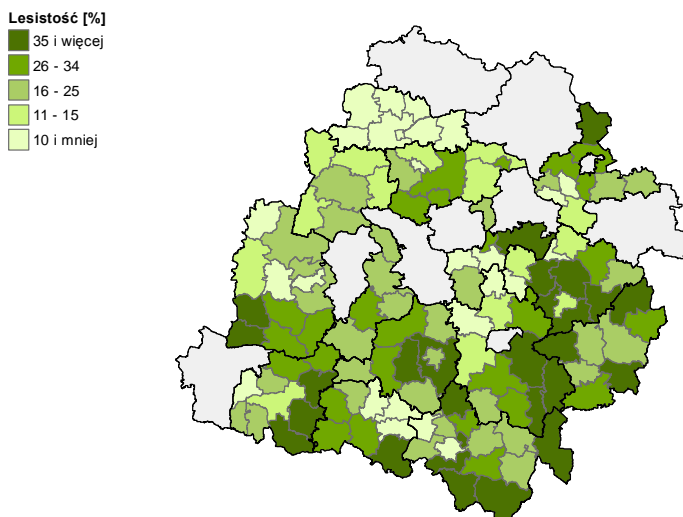 Lesistość [%]
35 i więcej
26 - 34
16 - 25
11 - 15
10 i mniej